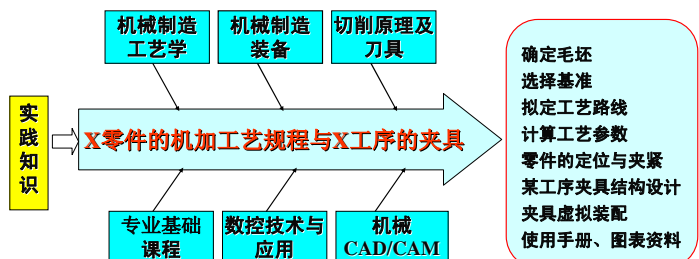 机械制造
工艺学
机械制造
装备
切削原理及
刀具
实
践
知
识
X零件的机加工艺规程与X工序的夹具
专业基础
课程
数控技术与
应用
机械
CAD/CAM
确定毛坯
选择基准
拟定工艺路线
计算工艺参数
零件的定位与夹紧
某工序夹具结构设计
夹具虚拟装配
使用手册、图表资料